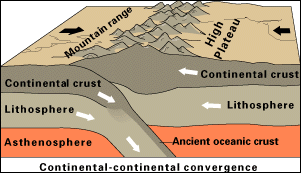 Mountain range
High
Plateau
Continental crust
Continental crust
Lithosphere
Lithosphere
Asthenosphere
Ancient oceanic crust
Continental-continental convergence